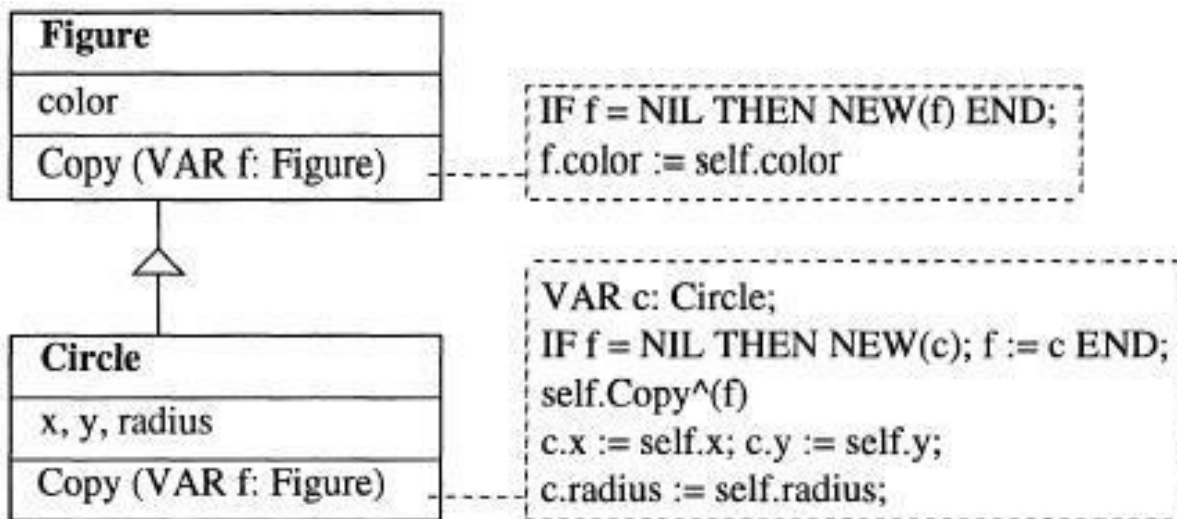 Figure
color
Copy (VAR f: Figure)
IF f = NIL THEN NEW(f) END;
f.color := self.color
Circle
x, y, radius
Copy (VAR f: Figure)
VAR c: Circle;
IF f = NIL THEN NEW(c); f := c END;
self.Copy^(f)
c.x := self.x; c.y := self.y;
c.radius := self.radius;